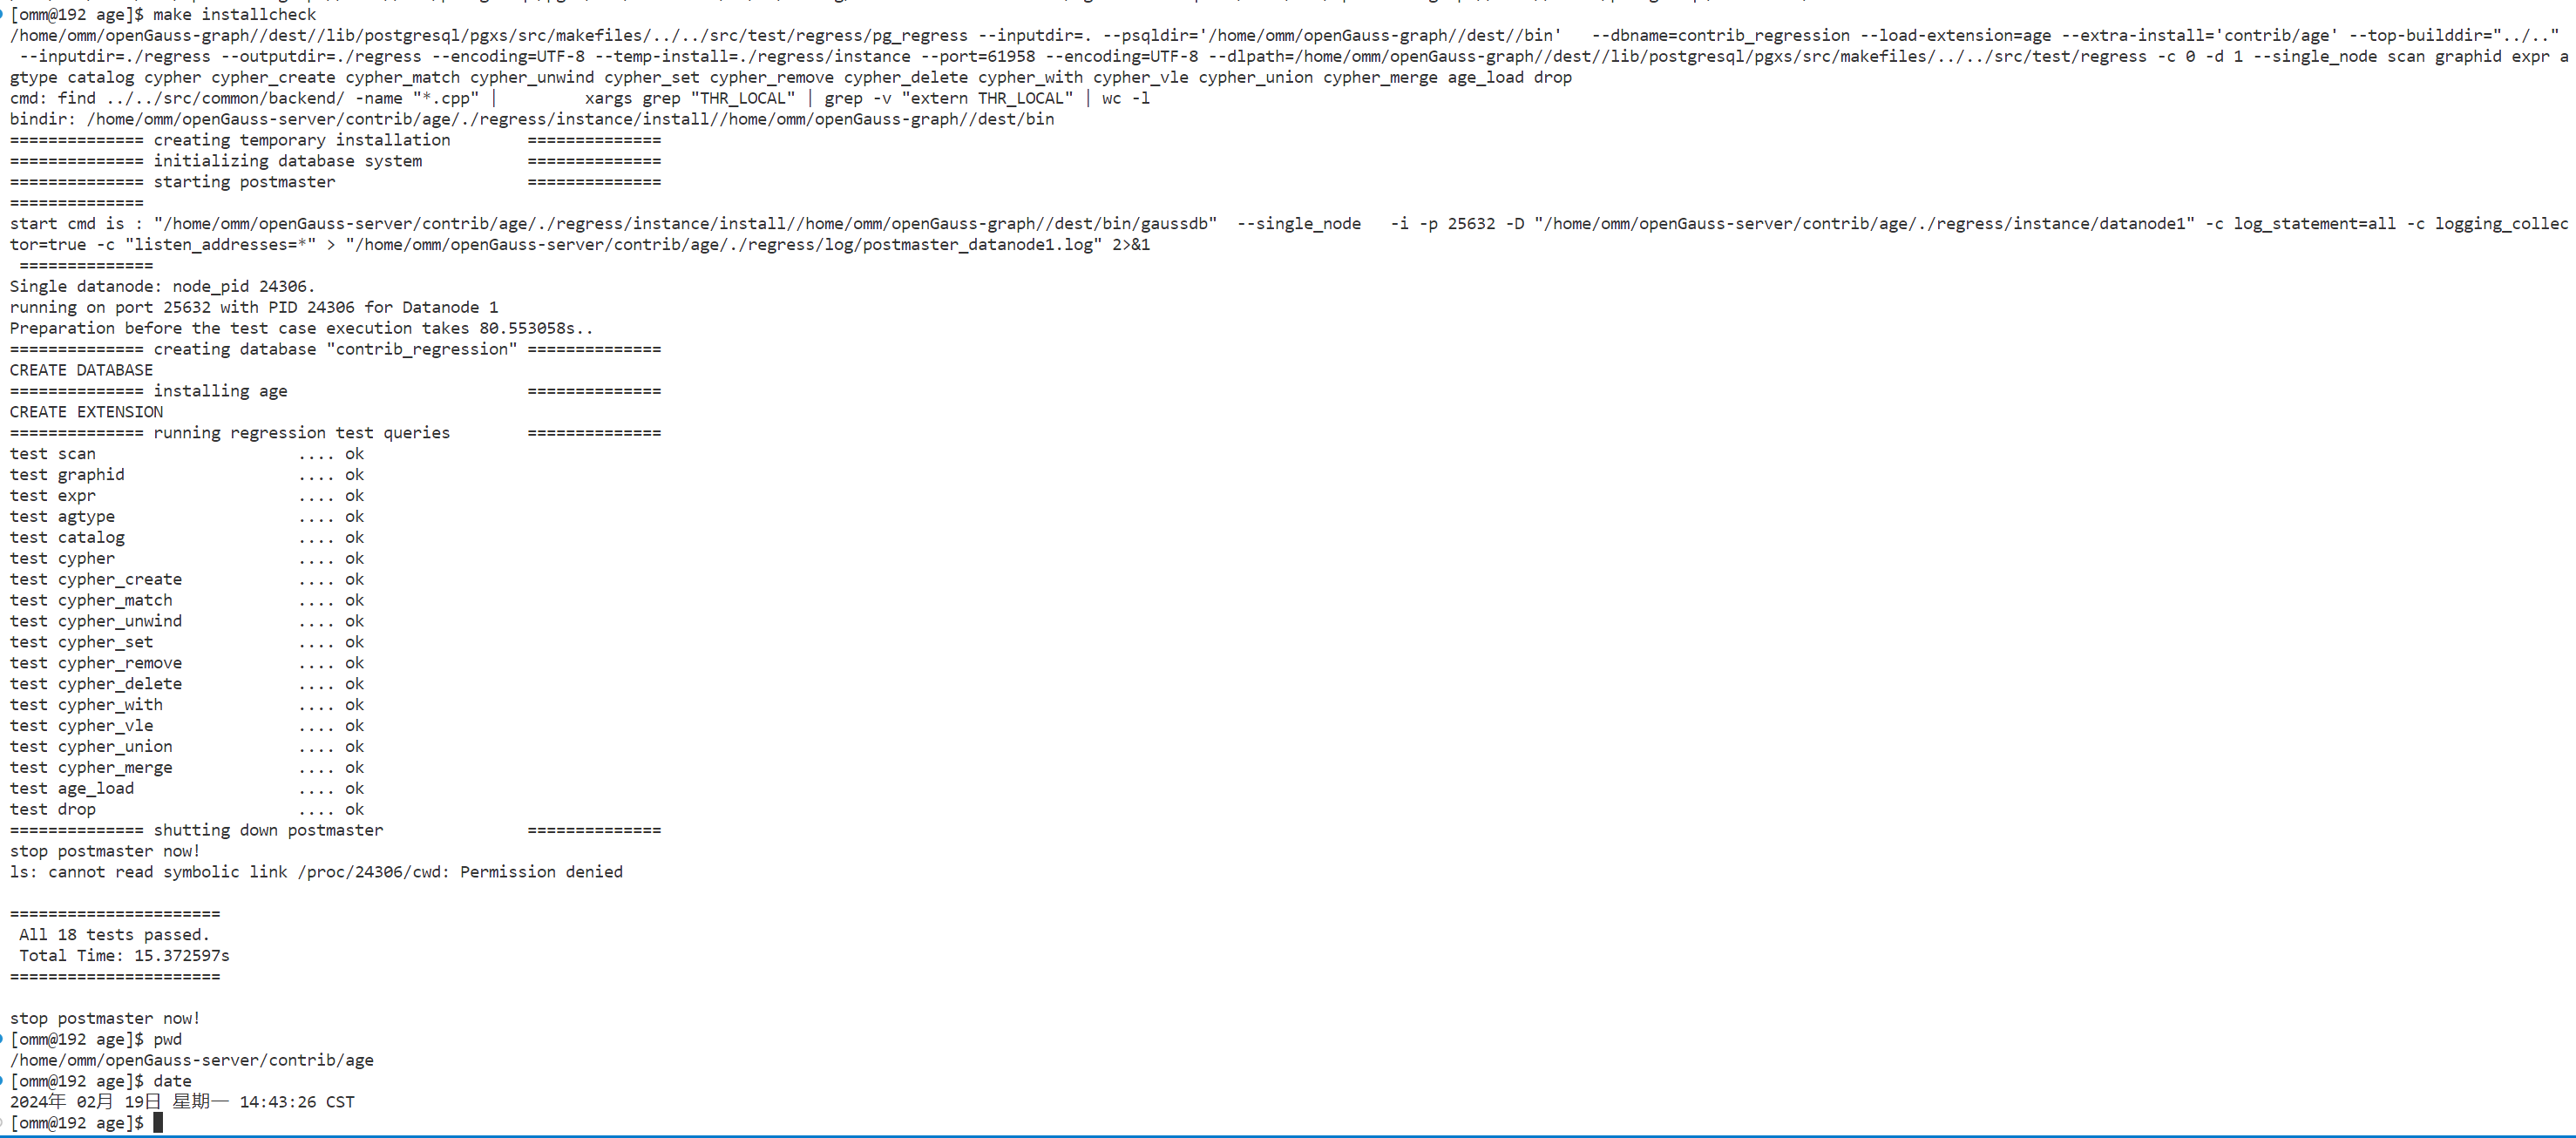 [omm@192 age]$ make installcheck
/home/omm/openGauss-graph//dest//lib/postgresql/pgxs/src/makefiles/../../src/test/regress/pg_regress --inputdir=. --psqldir='/home/omm/openGauss-graph//dest//bin'   --dbname=contrib_regression --load-extension=age --extra-install='contrib/age' --top-builddir="../.."
 --inputdir=./regress --outputdir=./regress --encoding=UTF-8 --temp-install=./regress/instance --port=61958 --encoding=UTF-8 --dlpath=/home/omm/openGauss-graph//dest//lib/postgresql/pgxs/src/makefiles/../../src/test/regress -c 0 -d 1 --single_node scan graphid expr a
gtype catalog cypher cypher_create cypher_match cypher_unwind cypher_set cypher_remove cypher_delete cypher_with cypher_vle cypher_union cypher_merge age_load drop
cmd: find ../../src/common/backend/ -name "*.cpp" |         xargs grep "THR_LOCAL" | grep -v "extern THR_LOCAL" | wc -l
bindir: /home/omm/openGauss-server/contrib/age/./regress/instance/install//home/omm/openGauss-graph//dest/bin
============== creating temporary installation        ==============
============== initializing database system           ==============
============== starting postmaster                    ==============
==============
start cmd is : "/home/omm/openGauss-server/contrib/age/./regress/instance/install//home/omm/openGauss-graph//dest/bin/gaussdb"  --single_node   -i -p 25632 -D "/home/omm/openGauss-server/contrib/age/./regress/instance/datanode1" -c log_statement=all -c logging_collec
tor=true -c "listen_addresses=*" > "/home/omm/openGauss-server/contrib/age/./regress/log/postmaster_datanode1.log" 2>&1
 ==============
Single datanode: node_pid 24306.
running on port 25632 with PID 24306 for Datanode 1
Preparation before the test case execution takes 80.553058s..
============== creating database "contrib_regression" ==============
CREATE DATABASE
============== installing age                         ==============
CREATE EXTENSION
============== running regression test queries        ==============
test scan                     .... ok
test graphid                  .... ok
test expr                     .... ok
test agtype                   .... ok
test catalog                  .... ok
test cypher                   .... ok
test cypher_create            .... ok
test cypher_match             .... ok
test cypher_unwind            .... ok
test cypher_set               .... ok
test cypher_remove            .... ok
test cypher_delete            .... ok
test cypher_with              .... ok
test cypher_vle               .... ok
test cypher_union             .... ok
test cypher_merge             .... ok
test age_load                 .... ok
test drop                     .... ok
============== shutting down postmaster               ==============
stop postmaster now!
ls: cannot read symbolic link /proc/24306/cwd: Permission denied
======================
 All 18 tests passed.
 Total Time: 15.372597s
======================
stop postmaster now!
[omm@192 age]$ pwd
/home/omm/openGauss-server/contrib/age
[omm@192 age]$ date
2024年 02月 19日 星期一 14:43:26 CST
[omm@192 age]$